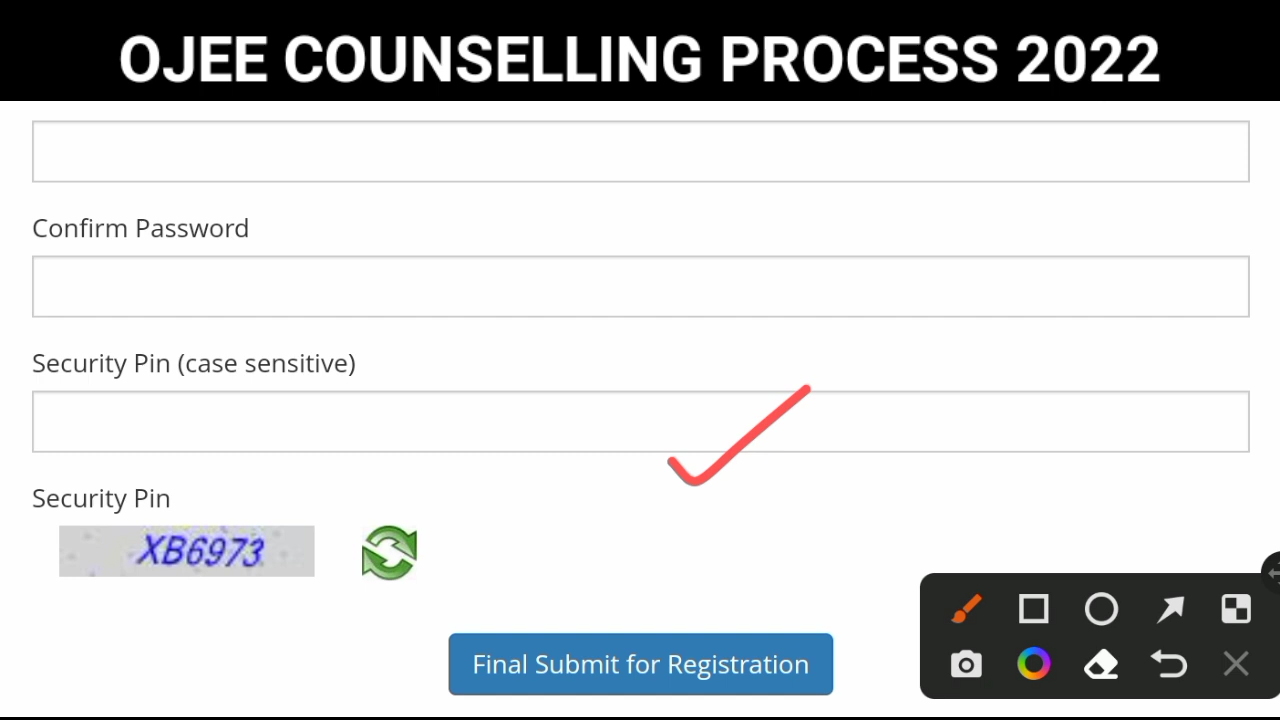 OJEE COUNSELLING PROCESS 2022
Confirm Password
Security Pin (case sensitive)
Security Pin
XB6973
Final Submit for Registration